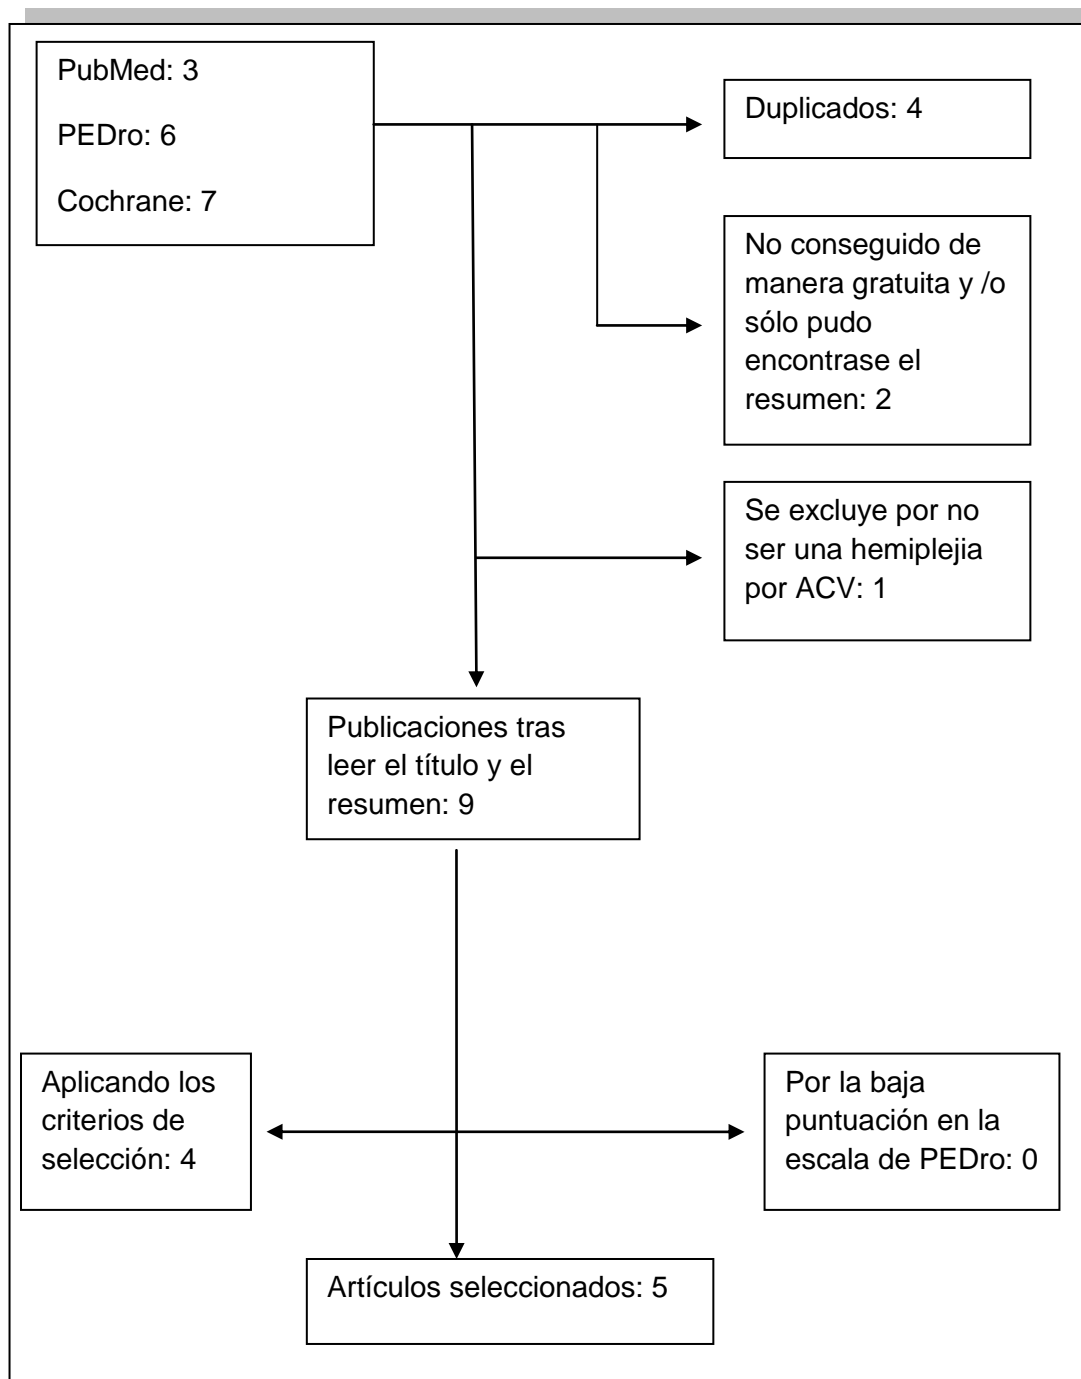 PubMed: 3
PEDro: 6
Cochrane: 7
Duplicados: 4
No conseguido de
manera gratuita y /o
sólo pudo
encontrase el
resumen: 2
Se excluye por no
ser una hemiplejia
por ACV: 1
Publicaciones tras
leer el título y el
resumen: 9
Aplicando los
criterios de
selección: 4
Por la baja
puntuación en la
escala de PEDro: 0
Artículos seleccionados: 5